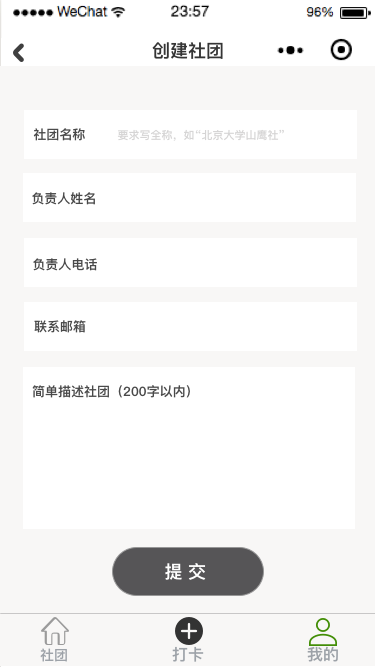 WeChat 23:57 96%
创建社团
社团名称 要求写全称，如“北京大学山鹰社”
负责人姓名
负责人电话
联系邮箱
简单描述社团（200字以内）
提交
社团 打卡 我的